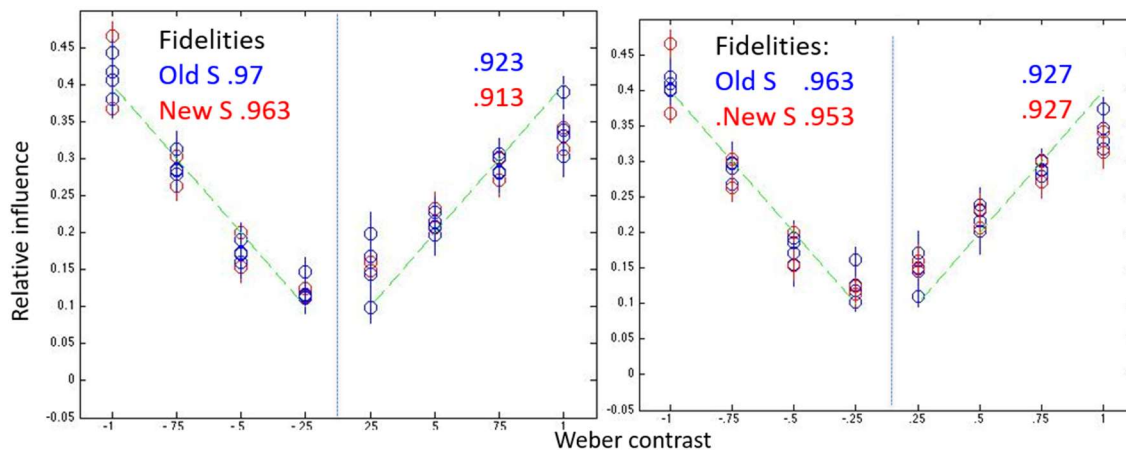 Relative influence
0.45
0.4
0.35
0.3
0.25
0.2
0.15
0.1
0.05
0
-0.05
-1 -.75 -.5 -.25 .25 .5 .75 1
Fidelities
Old S .97 .923
New S .963 .913
0.45
0.4
0.35
0.3
0.25
0.2
0.15
0.1
0.05
0
-0.05
-1 -.75 -.5 -.25 .25 .5 .75 1
Fidelities:
Old S .963 .927
.New S .953 .927
Weber contrast